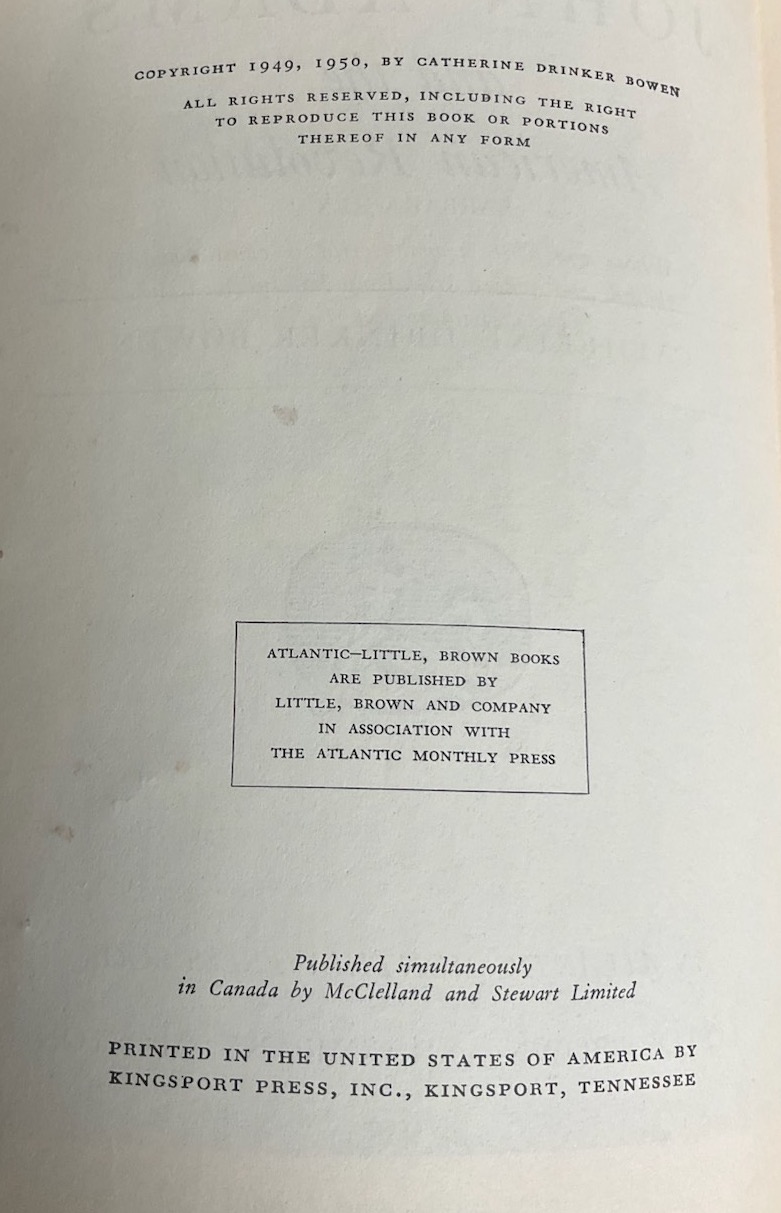 COPYRIGHT 1949, 1950, BY CATHERINE DRINKER BOWEN
ALL RIGHTS RESERVED, INCLUDING THE RIGHT
TO REPRODUCE THIS BOOK OR PORTIONS
THEREOF IN ANY FORM
ATLANTIC—LITTLE, BROWN BOOKS
ARE PUBLISHED BY
LITTLE, BROWN AND COMPANY
IN ASSOCIATION WITH
THE ATLANTIC MONTHLY PRESS
Published simultaneously
in Canada by McClelland and Stewart Limited
PRINTED IN THE UNITED STATES OF AMERICA BY
KINGSPORT PRESS, INC., KINGSPORT, TENNESSEE